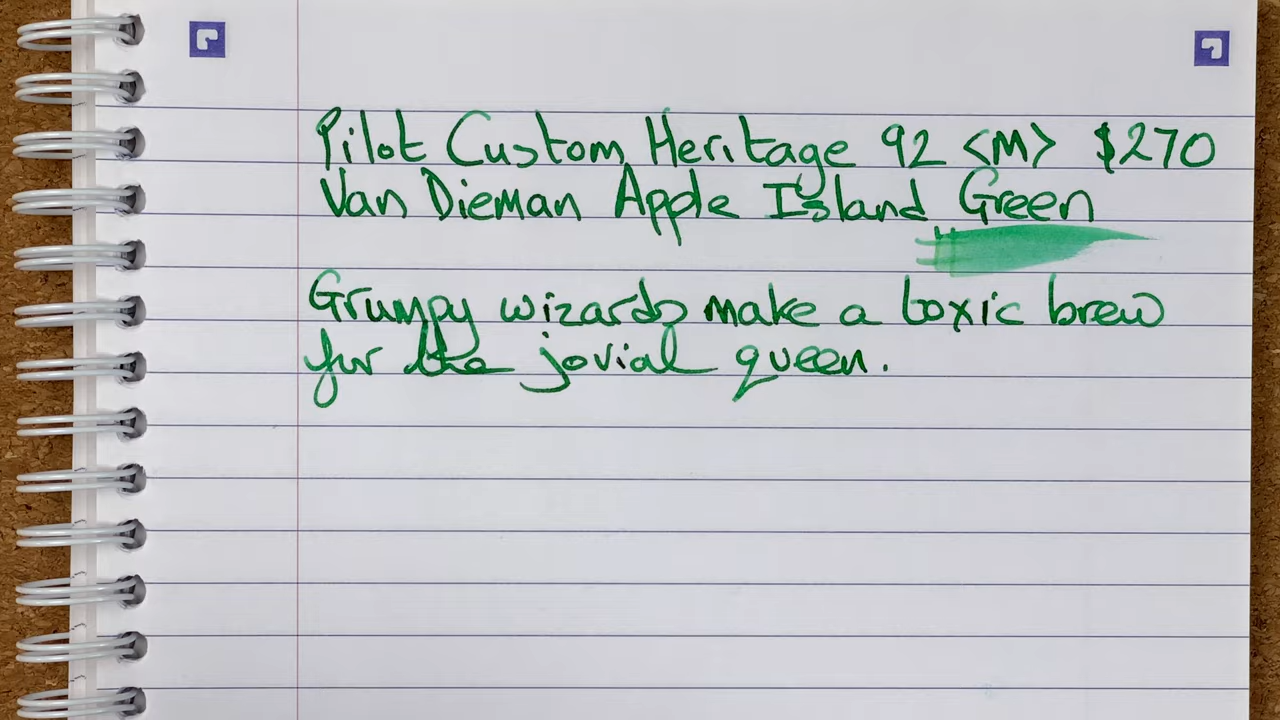 Pilot Custom Heritage 92 <M> $270
Van Dieman Apple Island Green
Grumpy wizards make a toxic brew
for the jovial queen.